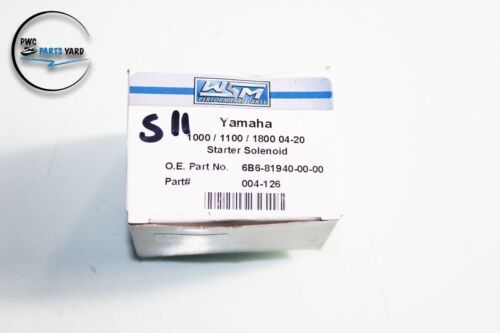 PWC
PARTS YARD
WSM
PERFORMANCE PARTS
S11
Yamaha
1000 / 1100 / 1800 04-20
Starter Solenoid
O.E. Part No. 6B6-81940-00-00
Part# 004-126